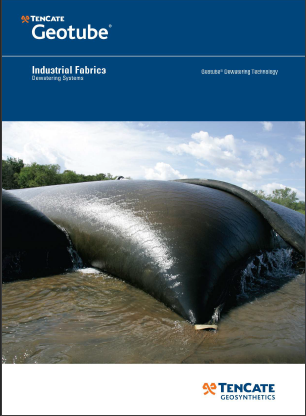 TENCATE
Geotube®
Industrial Fabrics
Dewatering Systems
Geotube® Dewatering Technology
TENCATE
GEOSYNTHETICS